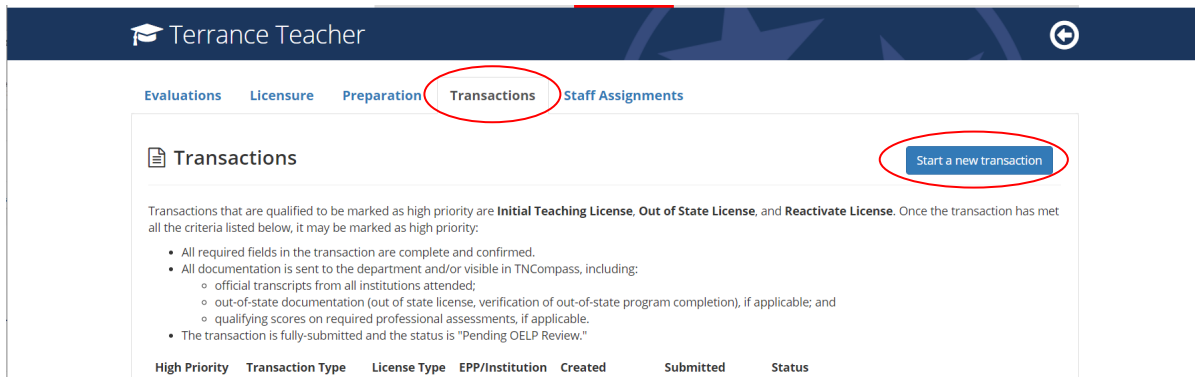 Terrance Teacher
Evaluations Licensure Preparation Transactions Staff Assignments
Transactions
Start a new transaction
Transactions that are qualified to be marked as high priority are Initial Teaching License, Out of State License, and Reactivate License. Once the transaction has met
all the criteria listed below, it may be marked as high priority:
• All required fields in the transaction are complete and confirmed.
• All documentation is sent to the department and/or visible in TNCompass, including:
◦ official transcripts from all institutions attended;
◦ out-of-state documentation (out of state license, verification of out-of-state program completion), if applicable; and
◦ qualifying scores on required professional assessments, if applicable.
• The transaction is fully-submitted and the status is "Pending OELP Review."
High Priority Transaction Type License Type EPP/Institution Created Submitted Status